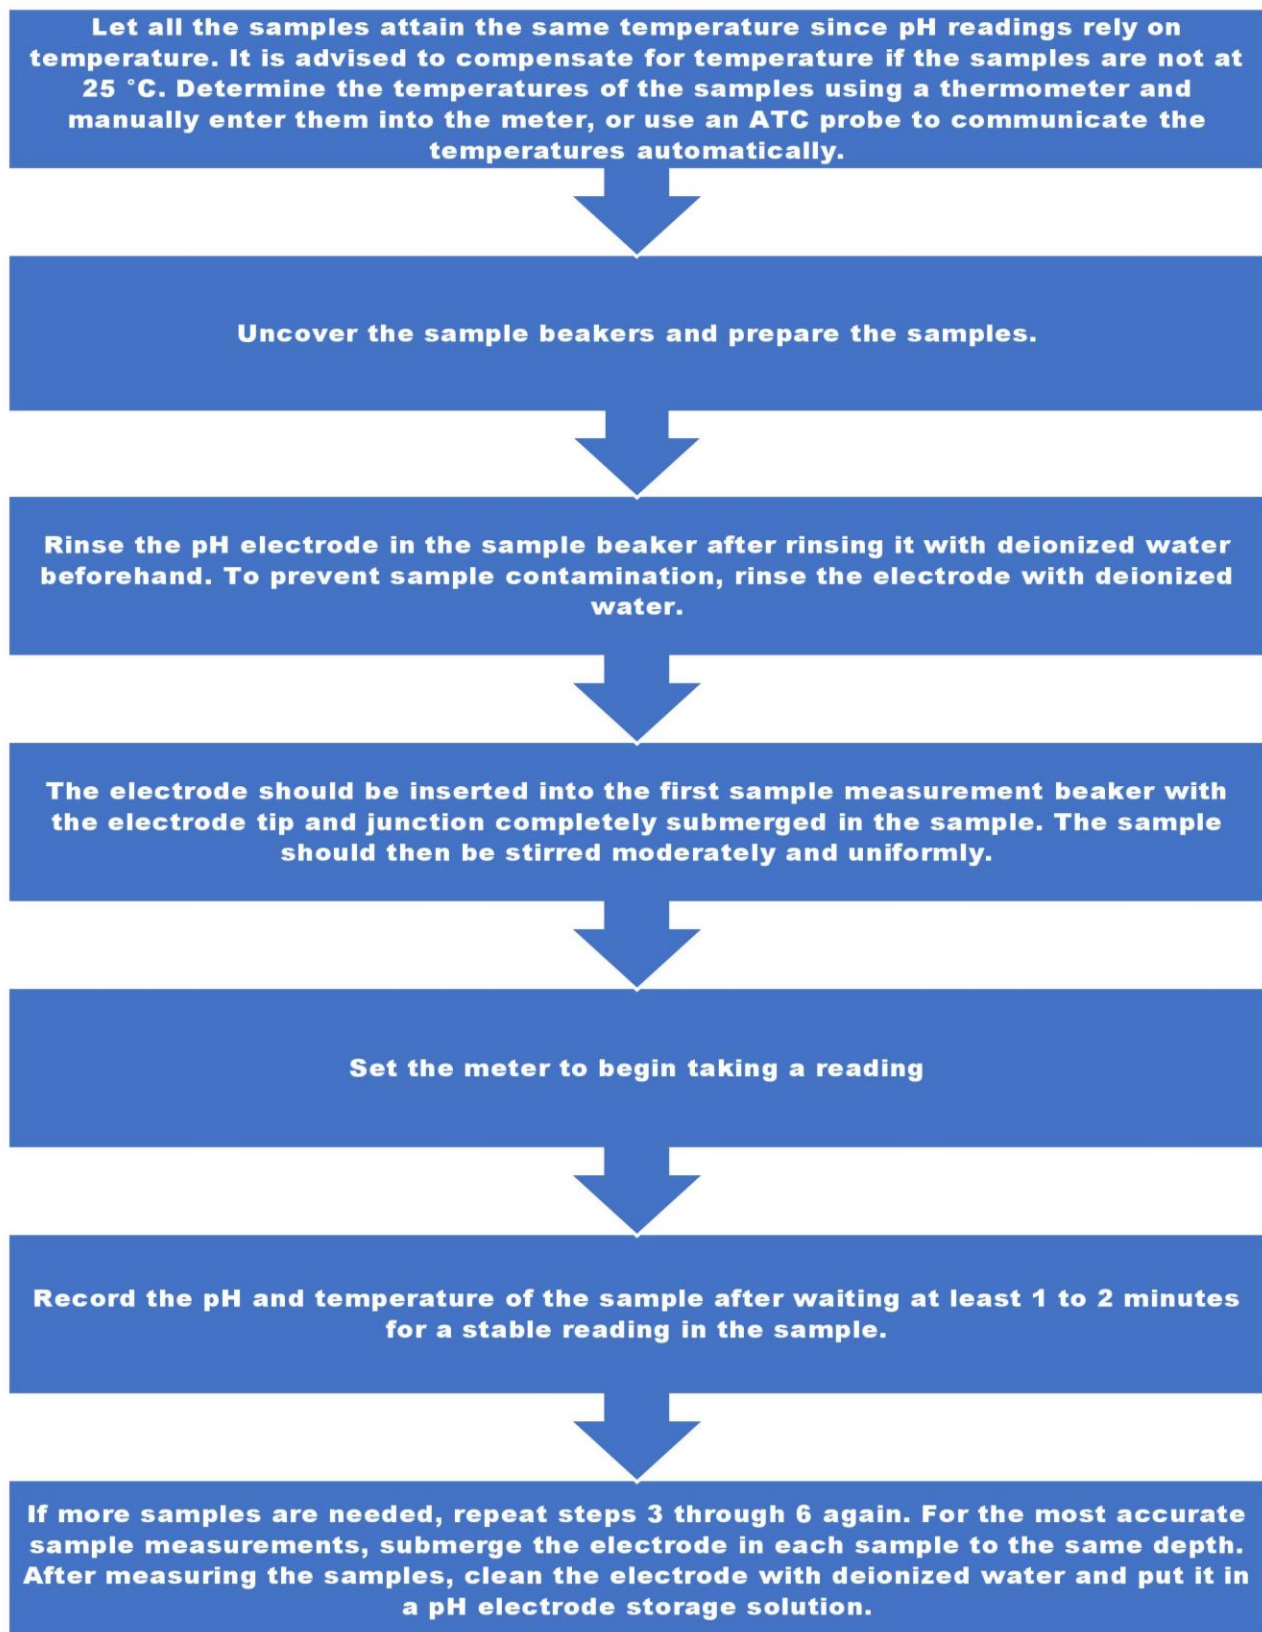 Let all the samples attain the same temperature since pH readings rely on
temperature. It is advised to compensate for temperature if the samples are not at
25 °C. Determine the temperatures of the samples using a thermometer and
manually enter them into the meter, or use an ATC probe to communicate the
temperatures automatically.
Uncover the sample beakers and prepare the samples.
Rinse the pH electrode in the sample beaker after rinsing it with deionized water
beforehand. To prevent sample contamination, rinse the electrode with deionized
water.
The electrode should be inserted into the first sample measurement beaker with
the electrode tip and junction completely submerged in the sample. The sample
should then be stirred moderately and uniformly.
Set the meter to begin taking a reading
Record the pH and temperature of the sample after waiting at least 1 to 2 minutes
for a stable reading in the sample.
If more samples are needed, repeat steps 3 through 6 again. For the most accurate
sample measurements, submerge the electrode in each sample to the same depth.
After measuring the samples, clean the electrode with deionized water and put it in
a pH electrode storage solution.